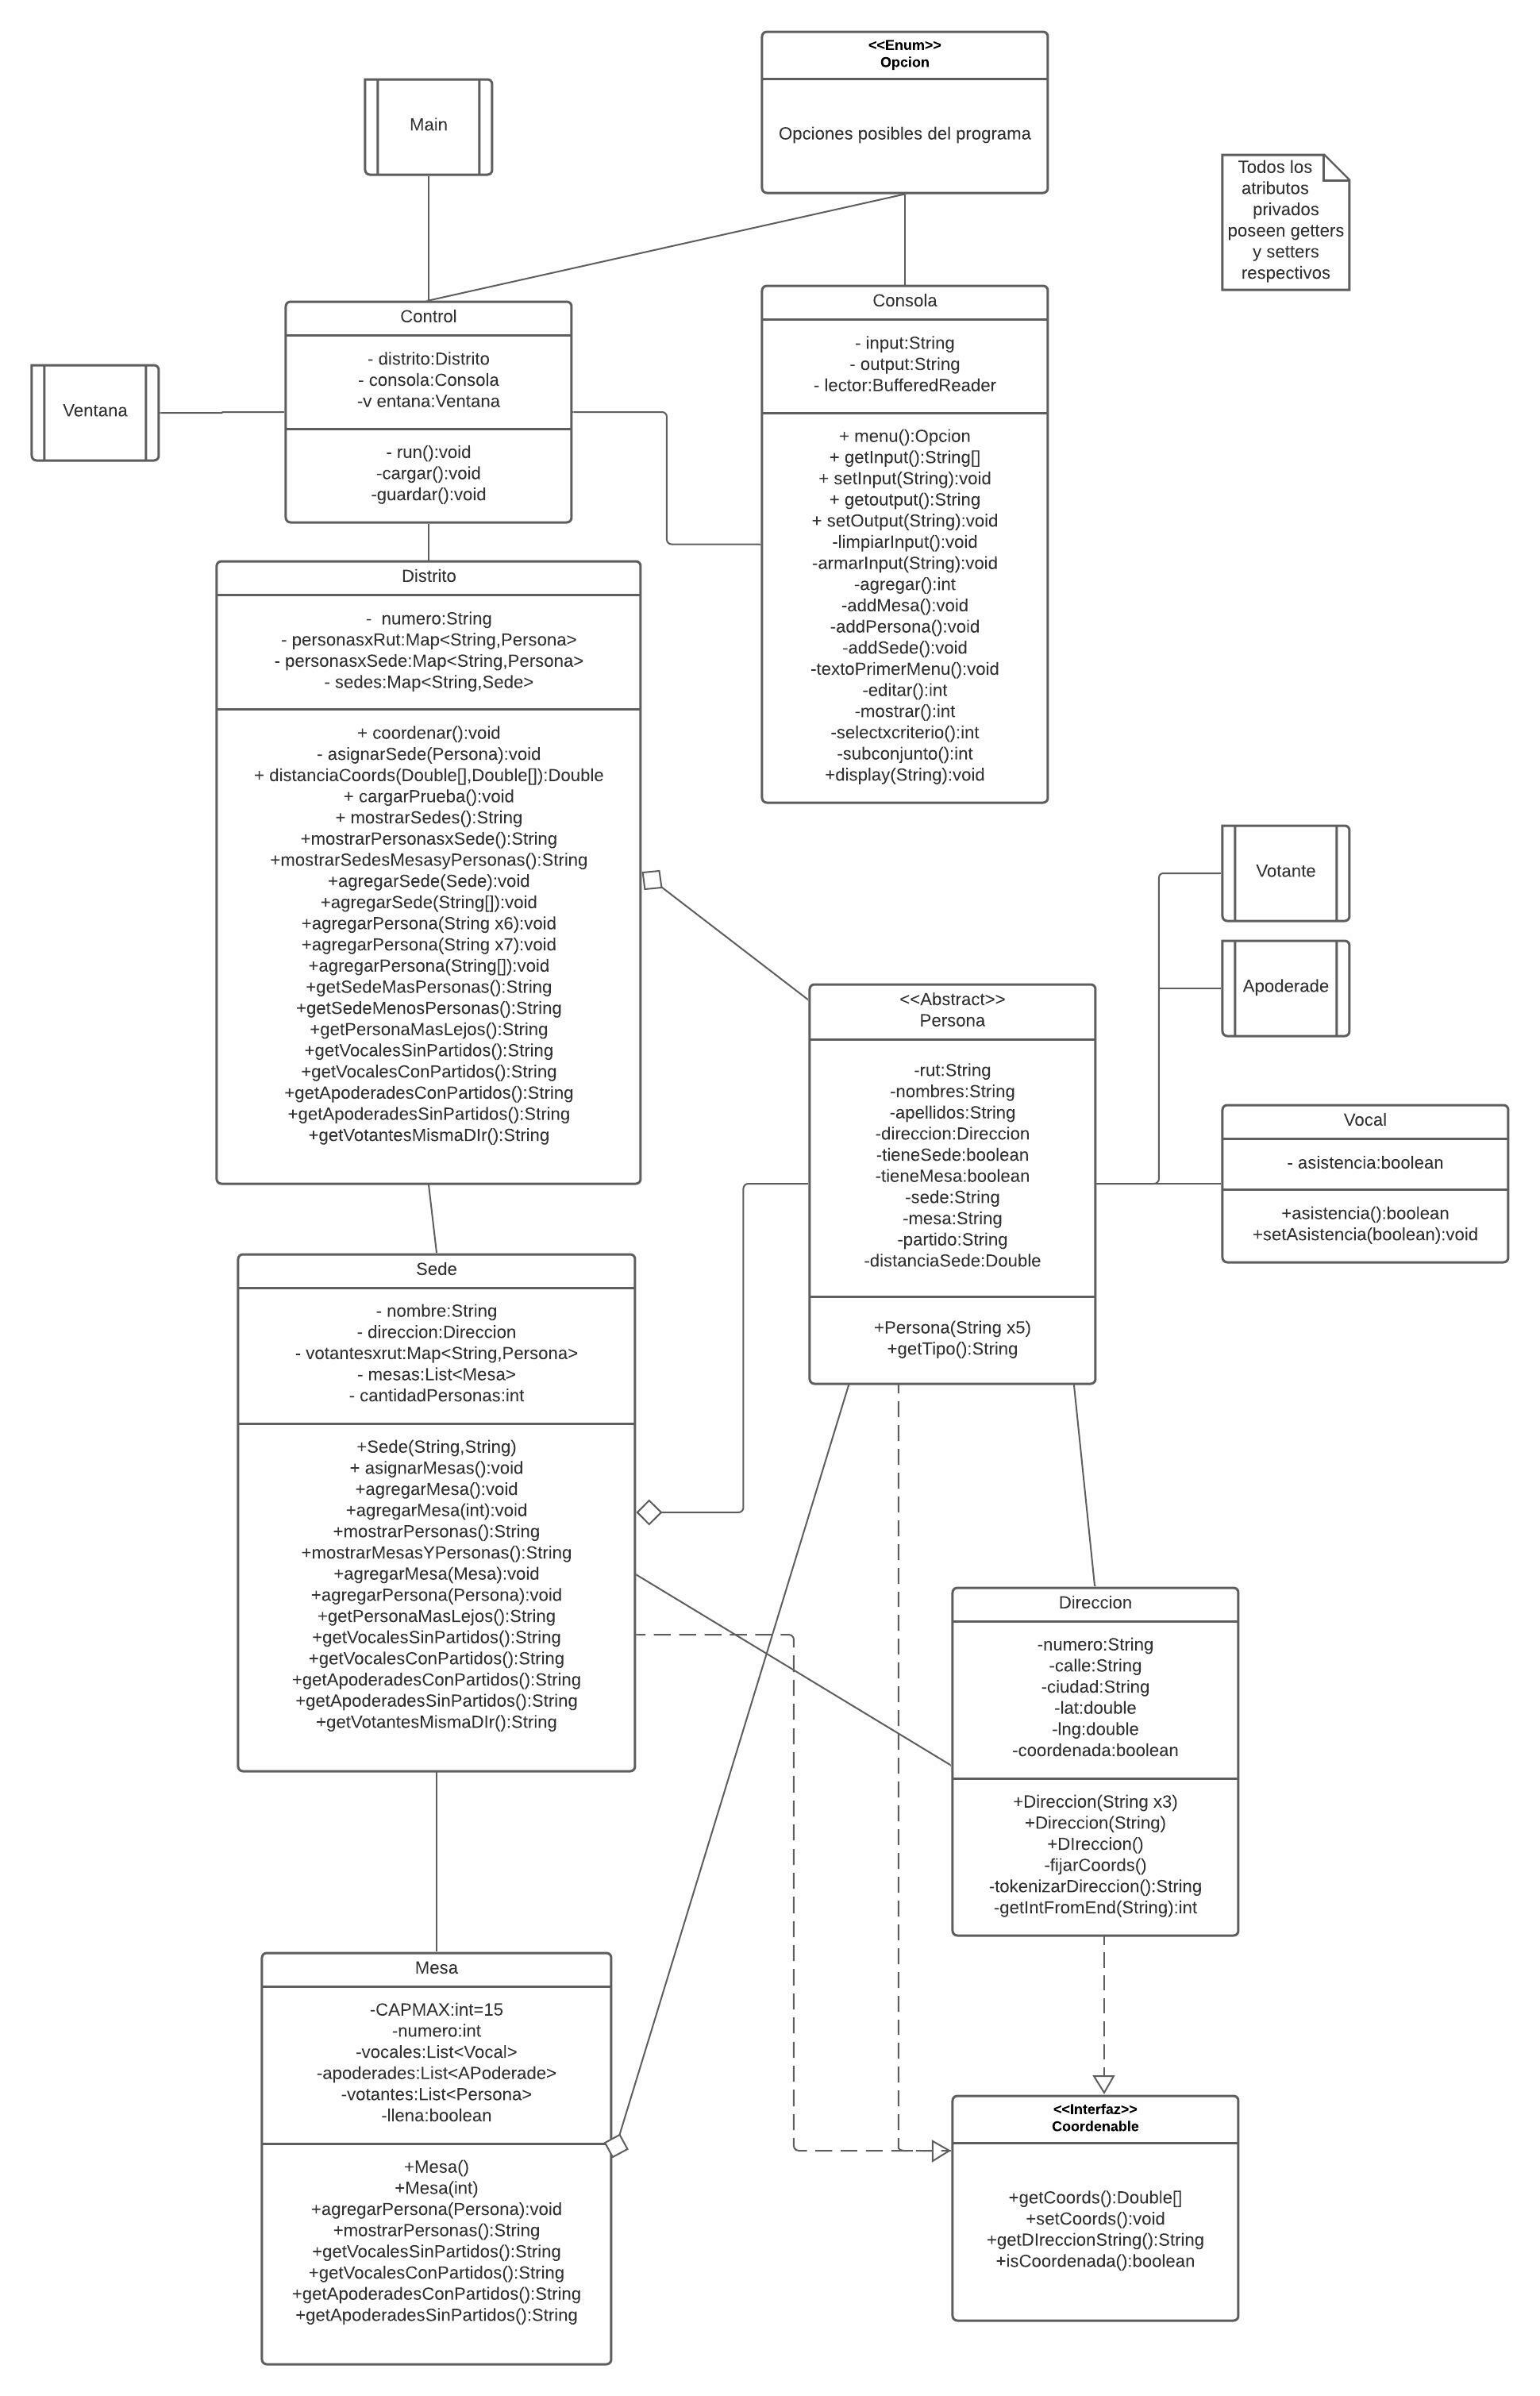 <<Enum>>
Opcion
Opciones posibles del programa
Main
Todos los
atributos
privados
poseen getters
y setters
respectivos
Control
- distrito:Distrito
- consola:Consola
-v entana:Ventana
- run():void
-cargar():void
-guardar():void
Consola
- input:String
- output:String
- lector:BufferedReader
+ menu():Opcion
+ getInput():String[]
+ setInput(String):void
+ getoutput():String
+ setOutput(String):void
-limpiarInput():void
-armarInput(String):void
-agregar():int
-addMesa():void
-addPersona():void
-addSede():void
-textoPrimerMenu():void
-editar():int
-mostrar():int
-selectxcriterio():int
-subconjunto():int
+display(String):void
Ventana
Distrito
- numero:String
- personasxRut:Map<String,Persona>
- personasxSede:Map<String,Persona>
- sedes:Map<String,Sede>
+ coordenar():void
- asignarSede(Persona):void
+ distanciaCoords(Double[],Double[]):Double
+ cargarPrueba():void
+ mostrarSedes():String
+mostrarPersonasxSede():String
+mostrarSedesMesasyPersonas():String
+agregarSede(Sede):void
+agregarSede(String[]):void
+agregarPersona(String x6):void
+agregarPersona(String x7):void
+agregarPersona(String[]):void
+getSedeMasPersonas():String
+getSedeMenosPersonas():String
+getPersonaMasLejos():String
+getVocalesSinPartidos():String
+getVocalesConPartidos():String
+getApoderadesConPartidos():String
+getApoderadesSinPartidos():String
+getVotantesMismaDIr():String
Votante
Apoderade
<<Abstract>>
Persona
-rut:String
-nombres:String
-apellidos:String
-direccion:Direccion
-tieneSede:boolean
-tieneMesa:boolean
-sede:String
-mesa:String
-partido:String
-distanciaSede:Double
+Persona(String x5)
+getTipo():String
Vocal
- asistencia:boolean
+asistencia():boolean
+setAsistencia(boolean):void
Sede
- nombre:String
- direccion:Direccion
- votantesxrut:Map<String,Persona>
- mesas:List<Mesa>
- cantidadPersonas:int
+Sede(String,String)
+ asignarMesas():void
+agregarMesa():void
+agregarMesa(int):void
+mostrarPersonas():String
+mostrarMesasYPersonas():String
+agregarMesa(Mesa):void
+agregarPersona(Persona):void
+getPersonaMasLejos():String
+getVocalesSinPartidos():String
+getVocalesConPartidos():String
+getApoderadesConPartidos():String
+getApoderadesSinPartidos():String
+getVotantesMismaDIr():String
Direccion
-numero:String
-calle:String
-ciudad:String
-lat:double
-lng:double
-coordenada:boolean
+Direccion(String x3)
+Direccion(String)
+DIreccion()
-fijarCoords()
-tokenizarDireccion():String
-getIntFromEnd(String):int
Mesa
-CAPMAX:int=15
-numero:int
-vocales:List<Vocal>
-apoderades:List<APoderade>
-votantes:List<Persona>
-llena:boolean
+Mesa()
+Mesa(int)
+agregarPersona(Persona):void
+mostrarPersonas():String
+getVocalesSinPartidos():String
+getVocalesConPartidos():String
+getApoderadesConPartidos():String
+getApoderadesSinPartidos():String
<<Interfaz>>
Coordenable
+getCoords():Double[]
+setCoords():void
+getDIreccionString():String
+isCoordenada():boolean